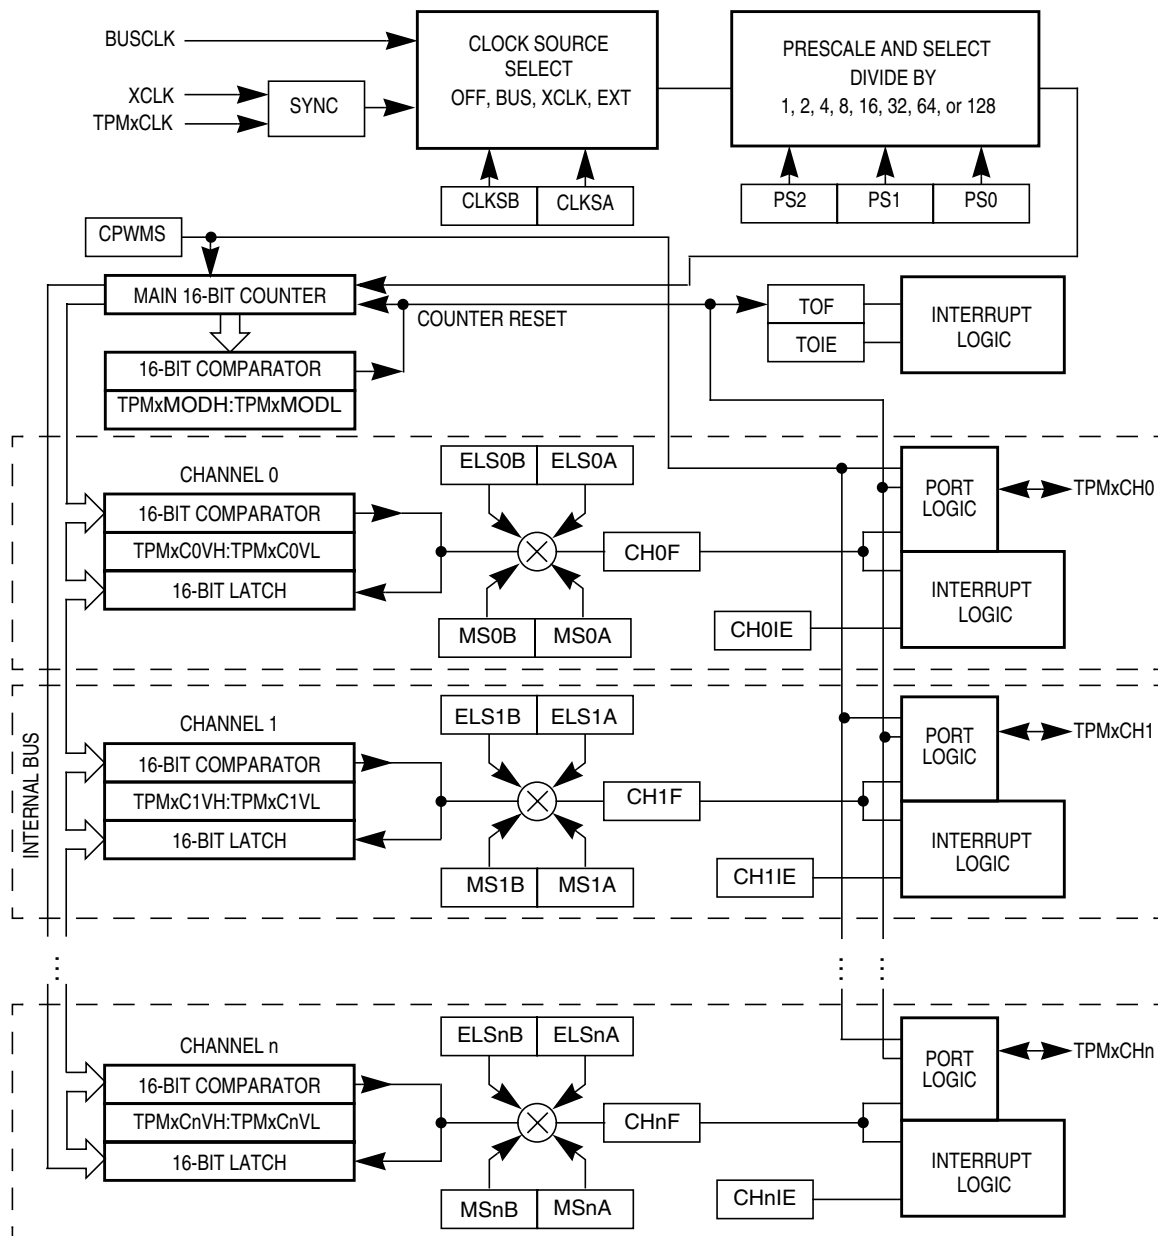 BUSCLK
XCLK
TPMxCLK
SYNC
CLOCK SOURCE
SELECT
OFF, BUS, XCLK, EXT
CLKSB
CLKSA
PRESCALE AND SELECT
DIVIDE BY
1, 2, 4, 8, 16, 32, 64, or 128
PS2
PS1
PS0
CPWMS
MAIN 16-BIT COUNTER
COUNTER RESET
16-BIT COMPARATOR
TPMxMODH:TPMxMODL
TOF
TOIE
INTERRUPT
LOGIC
INTERNAL BUS
CHANNEL 0
16-BIT COMPARATOR
TPMxC0VH:TPMxC0VL
16-BIT LATCH
ELS0B
ELS0A
MS0B
MS0A
CH0F
CH0IE
PORT
LOGIC
INTERRUPT
LOGIC
TPMxCH0
CHANNEL 1
16-BIT COMPARATOR
TPMxC1VH:TPMxC1VL
16-BIT LATCH
ELS1B
ELS1A
MS1B
MS1A
CH1F
CH1IE
PORT
LOGIC
INTERRUPT
LOGIC
TPMxCH1
CHANNEL n
16-BIT COMPARATOR
TPMxCnVH:TPMxCnVL
16-BIT LATCH
ELSnB
ELSnA
MSnB
MSnA
CHnF
CHnIE
PORT
LOGIC
INTERRUPT
LOGIC
TPMxCHn